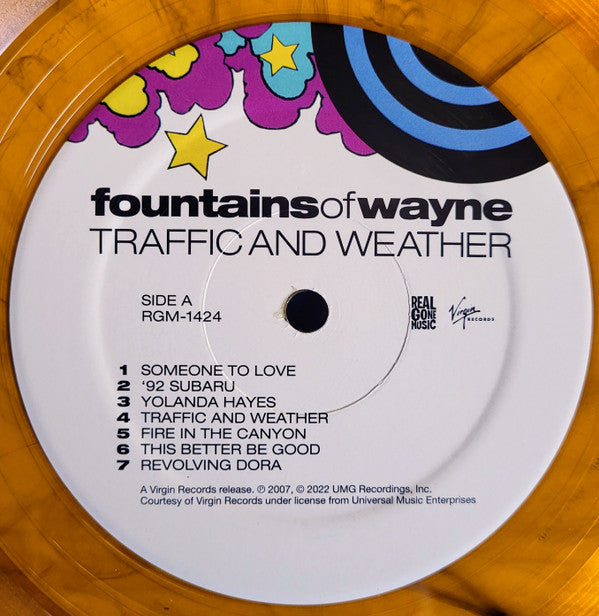 fountainsofwayne
TRAFFIC AND WEATHER
SIDE A
RGM-1424
REAL
GONE
MUSIC
Virgin
RECORDS
1 SOMEONE TO LOVE
2 '92 SUBARU
3 YOLANDA HAYES
4 TRAFFIC AND WEATHER
5 FIRE IN THE CANYON
6 THIS BETTER BE GOOD
7 REVOLVING DORA
A Virgin Records release. ℗ 2007, © 2022 UMG Recordings, Inc.
Courtesy of Virgin Records under license from Universal Music Enterprises